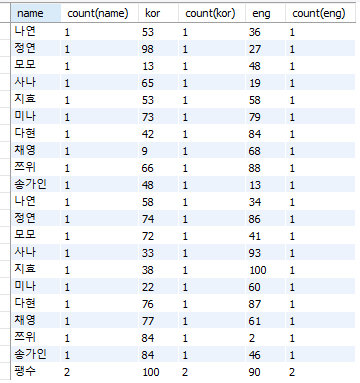 name count(name) kor count(kor) eng count(eng)
나연 1 53 1 36 1
정연 1 98 1 27 1
모모 1 13 1 48 1
사나 1 65 1 19 1
지효 1 53 1 58 1
미나 1 73 1 79 1
다현 1 42 1 84 1
채영 1 9 1 68 1
쯔위 1 66 1 88 1
송가인 1 48 1 13 1
나연 1 58 1 34 1
정연 1 74 1 86 1
모모 1 72 1 41 1
사나 1 33 1 93 1
지효 1 38 1 100 1
미나 1 22 1 60 1
다현 1 76 1 87 1
채영 1 77 1 61 1
쯔위 1 84 1 2 1
송가인 1 84 1 46 1
팽수 2 100 2 90 2